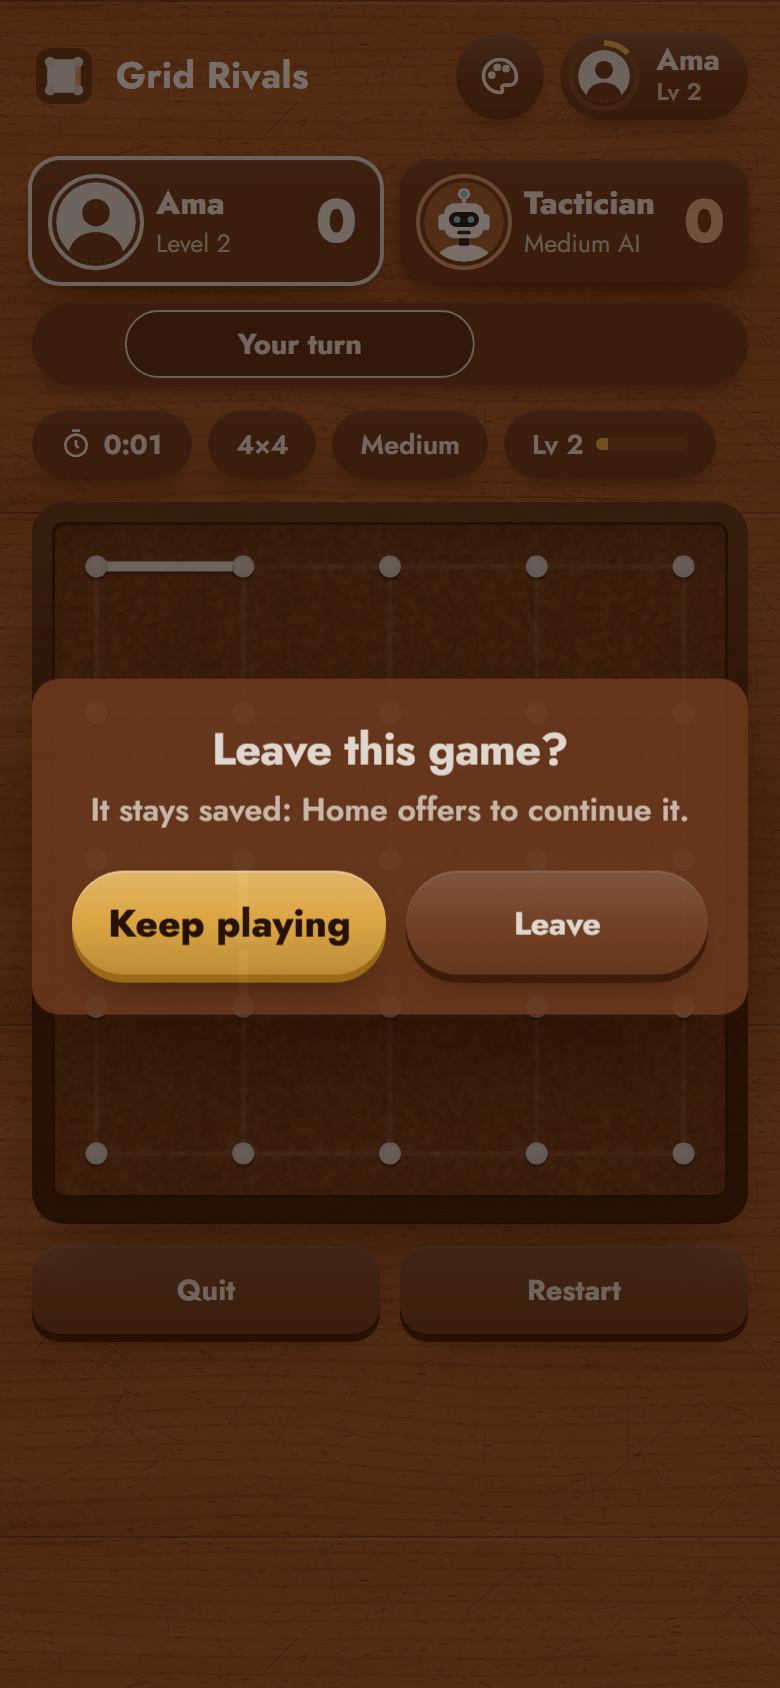 Grid Rivals
Ama
Lv 2
Ama
Level 2
0
Tactician
Medium AI
0
Your turn
0:01
4×4
Medium
Lv 2
Leave this game?
It stays saved: Home offers to continue it.
Keep playing
Leave
Quit
Restart